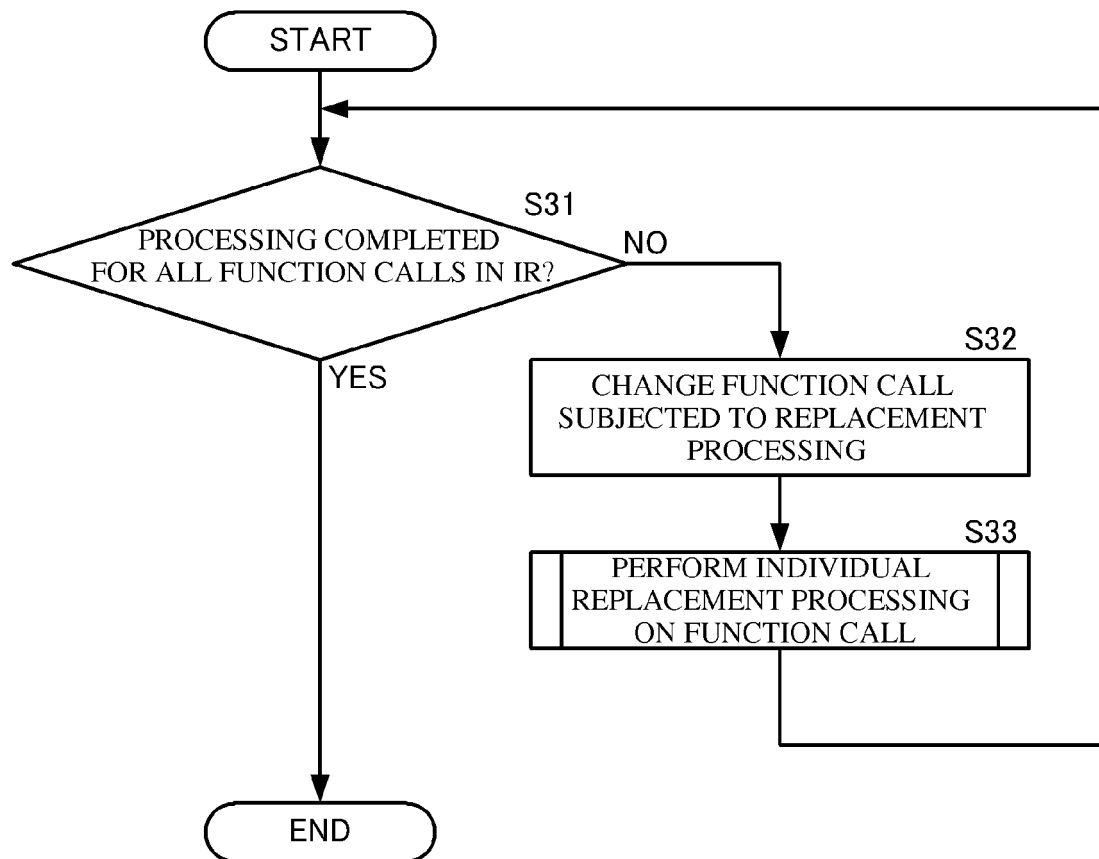 START
S31
PROCESSING COMPLETED
FOR ALL FUNCTION CALLS IN IR?
NO
YES
S32
CHANGE FUNCTION CALL
SUBJECTED TO REPLACEMENT
PROCESSING
S33
PERFORM INDIVIDUAL
REPLACEMENT PROCESSING
ON FUNCTION CALL
END